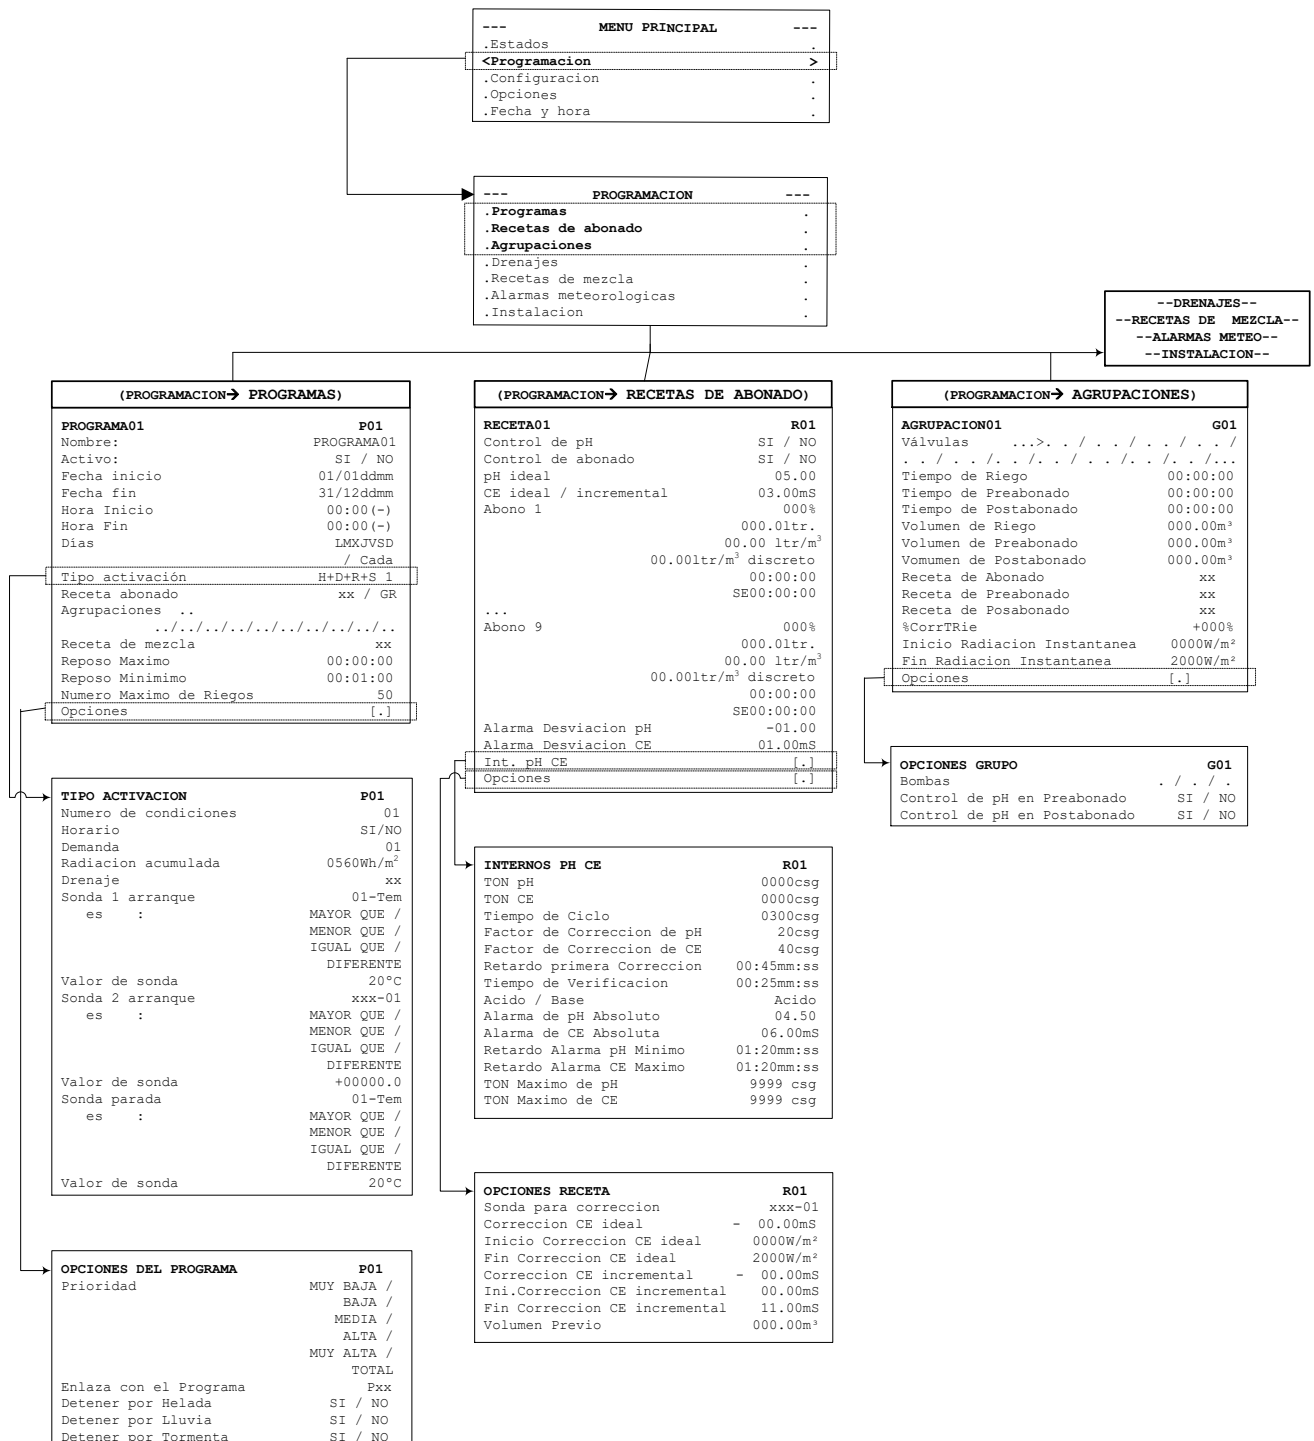 --- MENU PRINCIPAL ---
.Estados .
<Programacion >
.Configuracion .
.Opciones .
.Fecha y hora .
--- PROGRAMACION ---
.Programas .
.Recetas de abonado .
.Agrupaciones .
.Drenajes .
.Recetas de mezcla .
.Alarmas meteorologicas .
.Instalacion .
--DRENAJES--
--RECETAS DE MEZCLA--
--ALARMAS METEO--
--INSTALACION--
(PROGRAMACION→ PROGRAMAS)
PROGRAMA01 P01
Nombre: PROGRAMA01
Activo: SI / NO
Fecha inicio 01/01ddmm
Fecha fin 31/12ddmm
Hora Inicio 00:00(-)
Hora Fin 00:00(-)
Días LMXJVSD
/ Cada
Tipo activación H+D+R+S 1
Receta abonado xx / GR
Agrupaciones ..
../../../../../../../../../..
Receta de mezcla xx
Reposo Maximo 00:00:00
Reposo Minimimo 00:01:00
Numero Maximo de Riegos 50
Opciones [.]
TIPO ACTIVACION P01
Numero de condiciones 01
Horario SI/NO
Demanda 01
Radiacion acumulada 0560Wh/m²
Drenaje xx
Sonda 1 arranque 01-Tem
es : MAYOR QUE /
MENOR QUE /
IGUAL QUE /
DIFERENTE
Valor de sonda 20°C
Sonda 2 arranque xxx-01
es : MAYOR QUE /
MENOR QUE /
IGUAL QUE /
DIFERENTE
Valor de sonda +00000.0
Sonda parada 01-Tem
es : MAYOR QUE /
MENOR QUE /
IGUAL QUE /
DIFERENTE
Valor de sonda 20°C
OPCIONES DEL PROGRAMA P01
Prioridad MUY BAJA /
BAJA /
MEDIA /
ALTA /
MUY ALTA /
TOTAL
Enlaza con el Programa Pxx
Detener por Helada SI / NO
Detener por Lluvia SI / NO
Detener por Tormenta SI / NO
(PROGRAMACION→ RECETAS DE ABONADO)
RECETA01 R01
Control de pH SI / NO
Control de abonado SI / NO
pH ideal 05.00
CE ideal / incremental 03.00mS
Abono 1 000%
000.0ltr.
00.00 ltr/m³
00.00ltr/m³ discreto
00:00:00
SE00:00:00
...
Abono 9 000%
000.0ltr.
00.00 ltr/m³
00.00ltr/m³ discreto
00:00:00
SE00:00:00
Alarma Desviacion pH -01.00
Alarma Desviacion CE 01.00mS
Int. pH CE [.]
Opciones [.]
INTERNOS PH CE R01
TON pH 0000csg
TON CE 0000csg
Tiempo de Ciclo 0300csg
Factor de Correccion de pH 20csg
Factor de Correccion de CE 40csg
Retardo primera Correccion 00:45mm:ss
Tiempo de Verificacion 00:25mm:ss
Acido / Base Acido
Alarma de pH Absoluto 04.50
Alarma de CE Absoluta 06.00mS
Retardo Alarma pH Minimo 01:20mm:ss
Retardo Alarma CE Maximo 01:20mm:ss
TON Maximo de pH 9999 csg
TON Maximo de CE 9999 csg
OPCIONES RECETA R01
Sonda para correccion xxx-01
Correccion CE ideal - 00.00mS
Inicio Correccion CE ideal 0000W/m²
Fin Correccion CE ideal 2000W/m²
Correccion CE incremental - 00.00mS
Ini.Correccion CE incremental 00.00mS
Fin Correccion CE incremental 11.00mS
Volumen Previo 000.00m³
(PROGRAMACION→ AGRUPACIONES)
AGRUPACION01 G01
Válvulas ...>. . / . . / . . / . . /
. . / . . /. . /. . / . . /. . /. . /...
Tiempo de Riego 00:00:00
Tiempo de Preabonado 00:00:00
Tiempo de Postabonado 00:00:00
Volumen de Riego 000.00m³
Volumen de Preabonado 000.00m³
Vomumen de Postabonado 000.00m³
Receta de Abonado xx
Receta de Preabonado xx
Receta de Posabonado xx
%CorrTRie +000%
Inicio Radiacion Instantanea 0000W/m²
Fin Radiacion Instantanea 2000W/m²
Opciones [.]
OPCIONES GRUPO G01
Bombas . / . / .
Control de pH en Preabonado SI / NO
Control de pH en Postabonado SI / NO